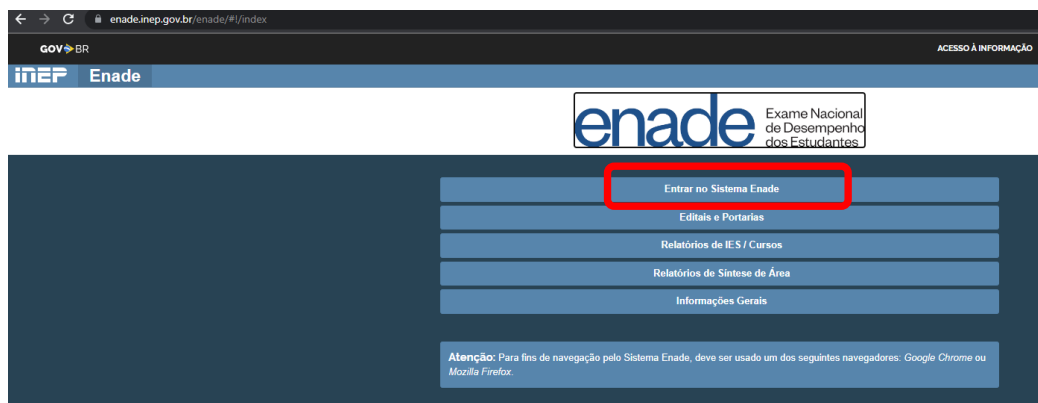 enade.inep.gov.br/enade/#!/index
GOV BR
ACESSO À INFORMAÇÃO
inep Enade
enade Exame Nacional
de Desempenho
dos Estudantes
Entrar no Sistema Enade
Editais e Portarias
Relatórios de IES / Cursos
Relatórios de Síntese de Área
Informações Gerais
Atenção: Para fins de navegação pelo Sistema Enade, deve ser usado um dos seguintes navegadores: Google Chrome ou
Mozilla Firefox.